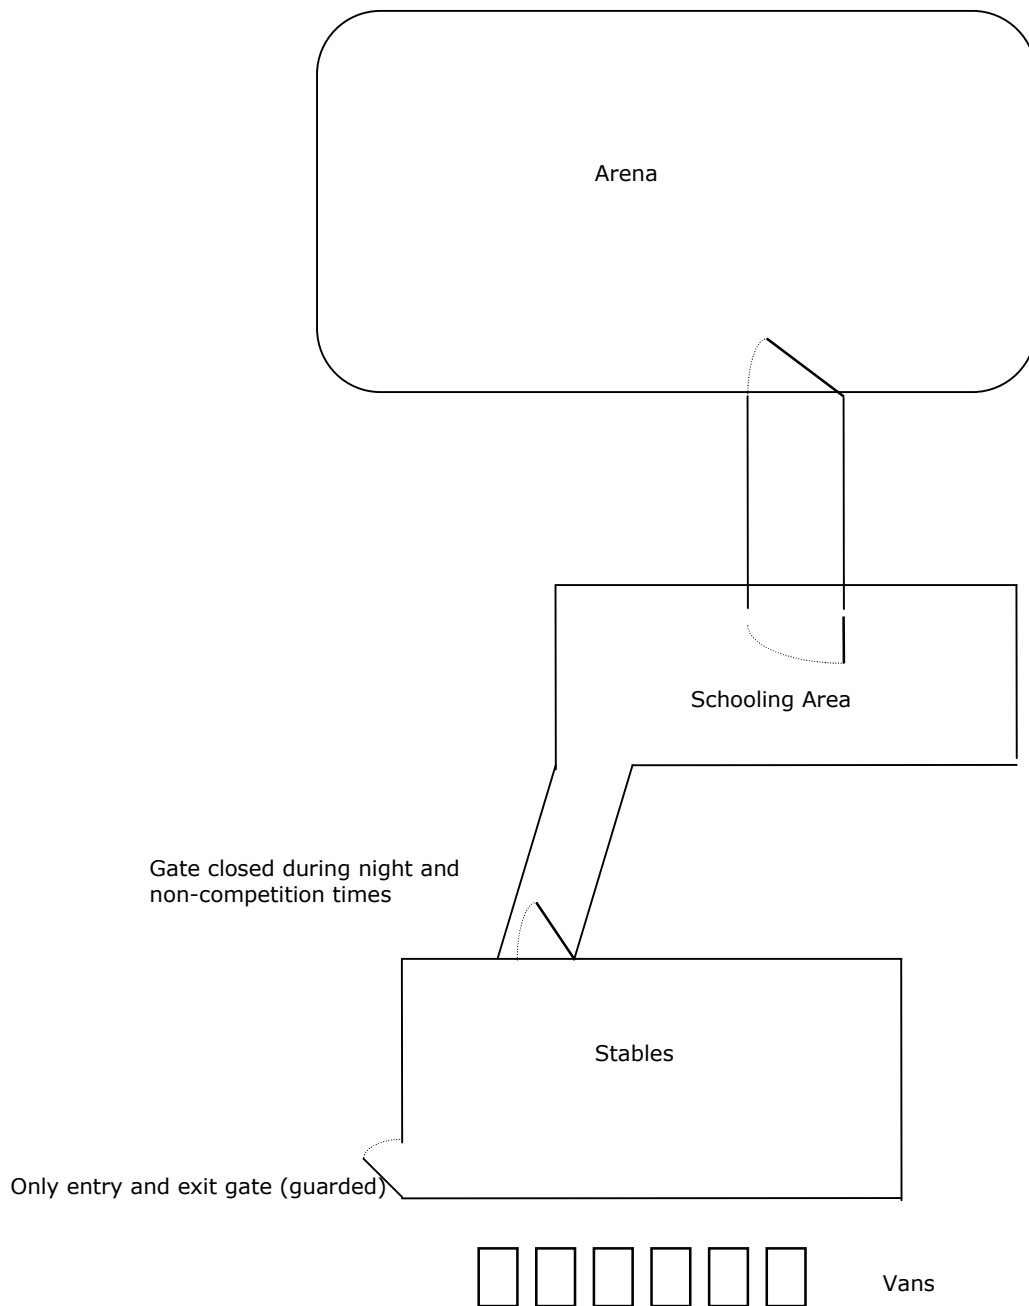 Arena
Schooling Area
Gate closed during night and
non-competition times
Stables
Only entry and exit gate (guarded)
Vans